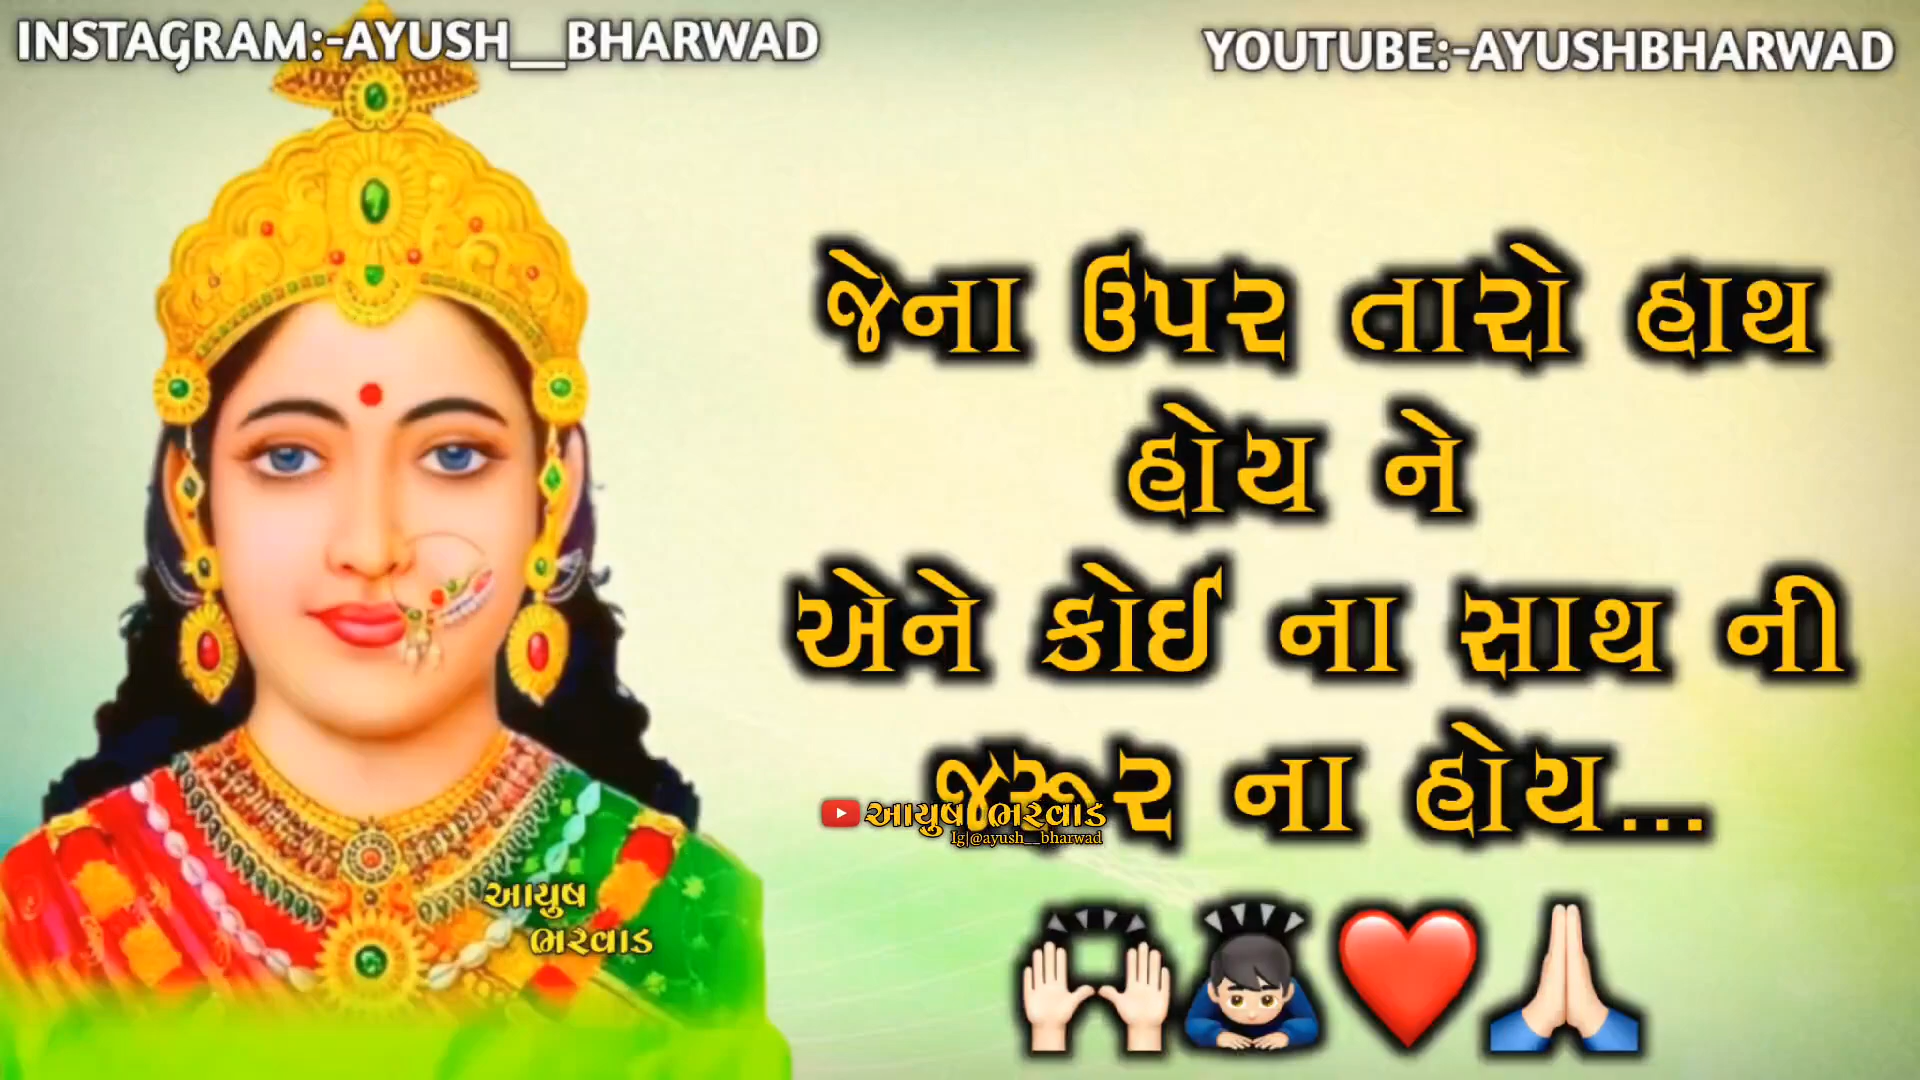 INSTAGRAM:-AYUSH__BHARWAD
YOUTUBE:-AYUSHBHARWAD
જેના ઉપર તારો હાથ
હોય ને
એને કોઈ ના સાથ ની
જરૂર ના હોય...
આયુષ ભરવાડ
Ig|@ayush__bharwad
આયુષ
ભરવાડ